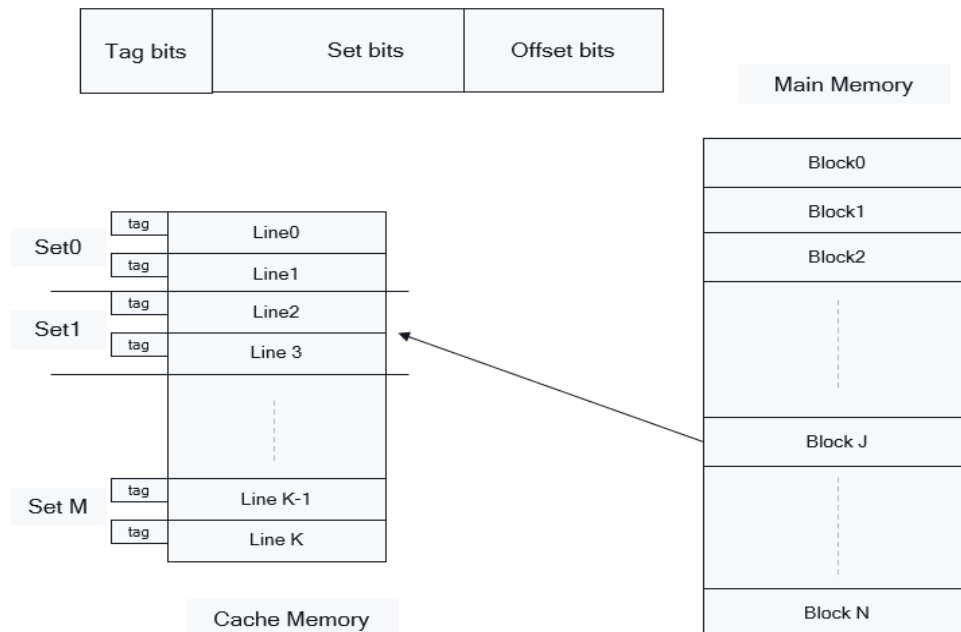 Tag bits
Set bits
Offset bits
Main Memory
Block0
Block1
Block2
Block J
Block N
Set0
tag
Line0
tag
Line1
Set1
tag
Line2
tag
Line 3
Set M
tag
Line K-1
tag
Line K
Cache Memory